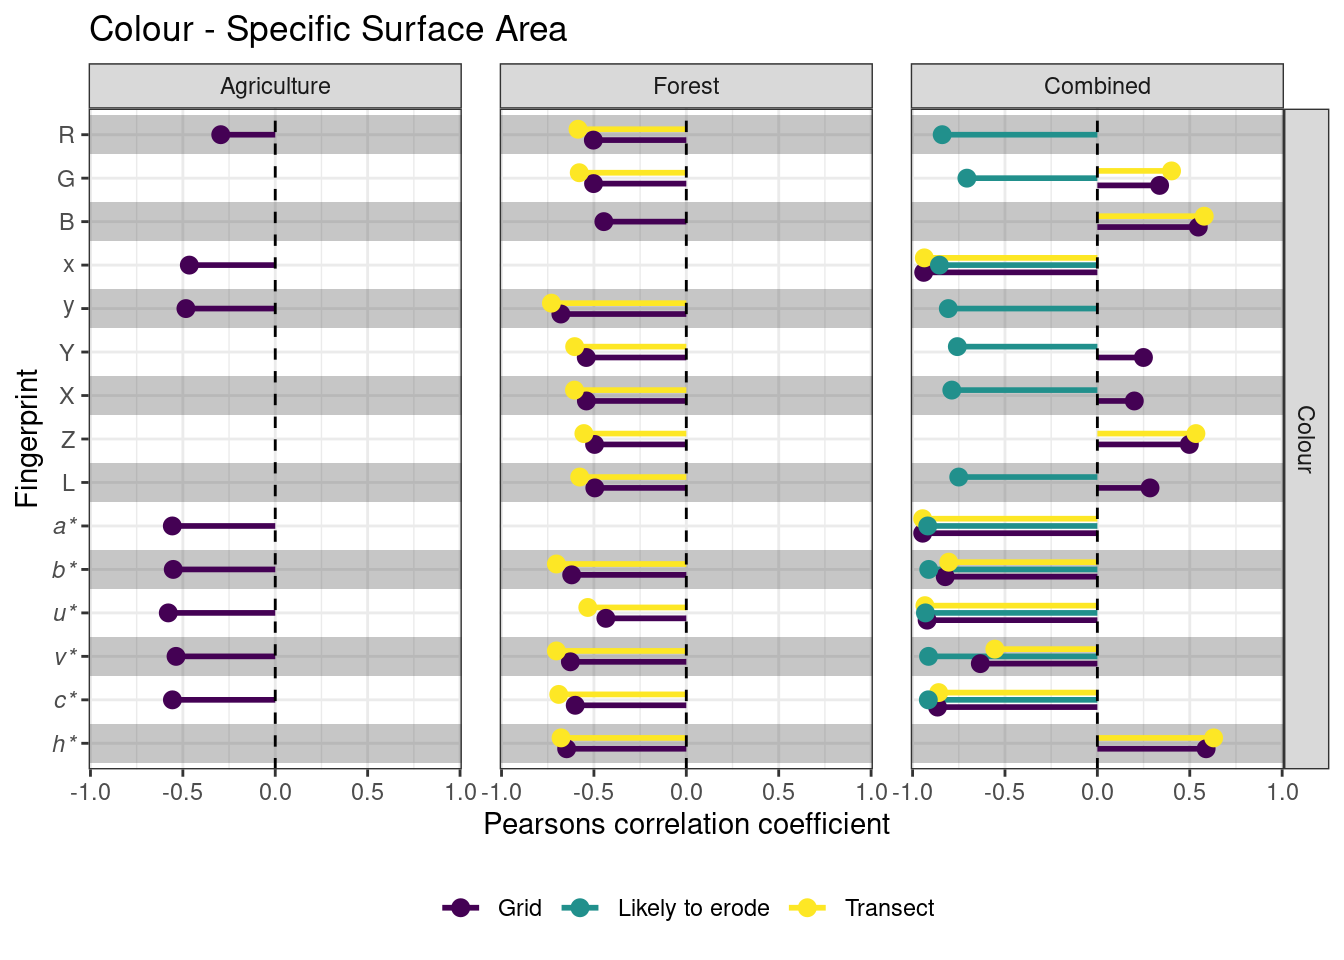 Colour - Specific Surface Area
Agriculture
Forest
Combined
Fingerprint
R
G
B
x
y
Y
X
Z
L
a*
b*
u*
v*
c*
h*
Colour
-1.0 -0.5 0.0 0.5 1.0
-1.0 -0.5 0.0 0.5 1.0
-1.0 -0.5 0.0 0.5 1.0
Pearsons correlation coefficient
Grid Likely to erode Transect